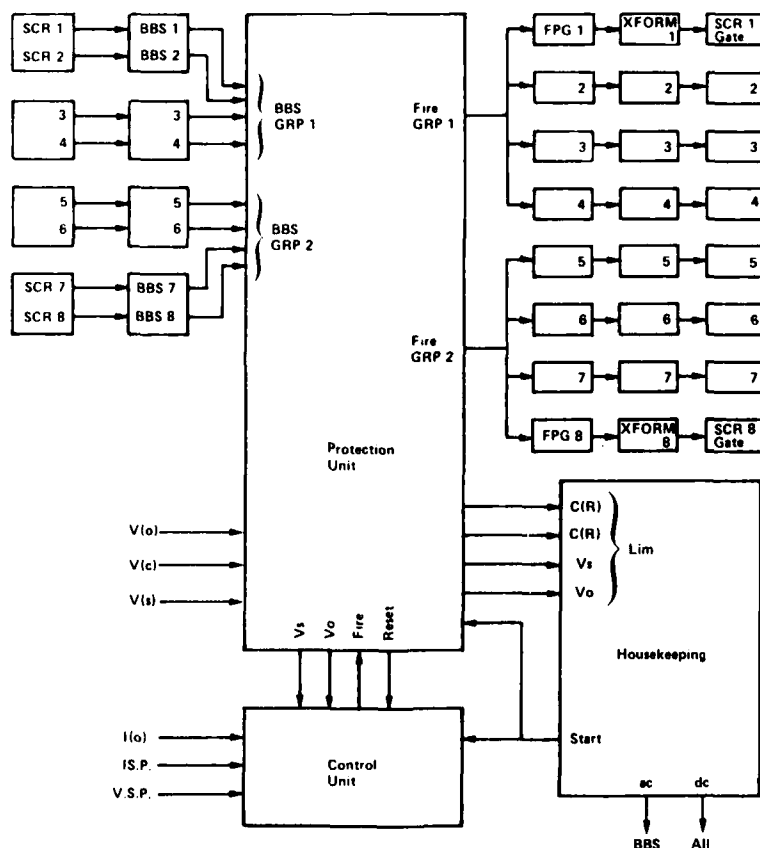 SCR 1
SCR 2
BBS 1
BBS 2
3
4
3
4
5
6
5
6
SCR 7
SCR 8
BBS 7
BBS 8
BBS
GRP 1
BBS
GRP 2
Fire
GRP 1
Fire
GRP 2
Protection
Unit
V(o)
V(c)
V(s)
Vs
Vo
Fire
Reset
FPG 1
XFORM
1
SCR 1
Gate
2
2
2
3
3
3
4
4
4
5
5
5
6
6
6
7
7
7
FPG 8
XFORM
8
SCR 8
Gate
C(R)
C(R)
Vs
Vo
Lim
Housekeeping
Start
ac
dc
BBS
All
I(o)
IS.P.
V.S.P.
Control
Unit